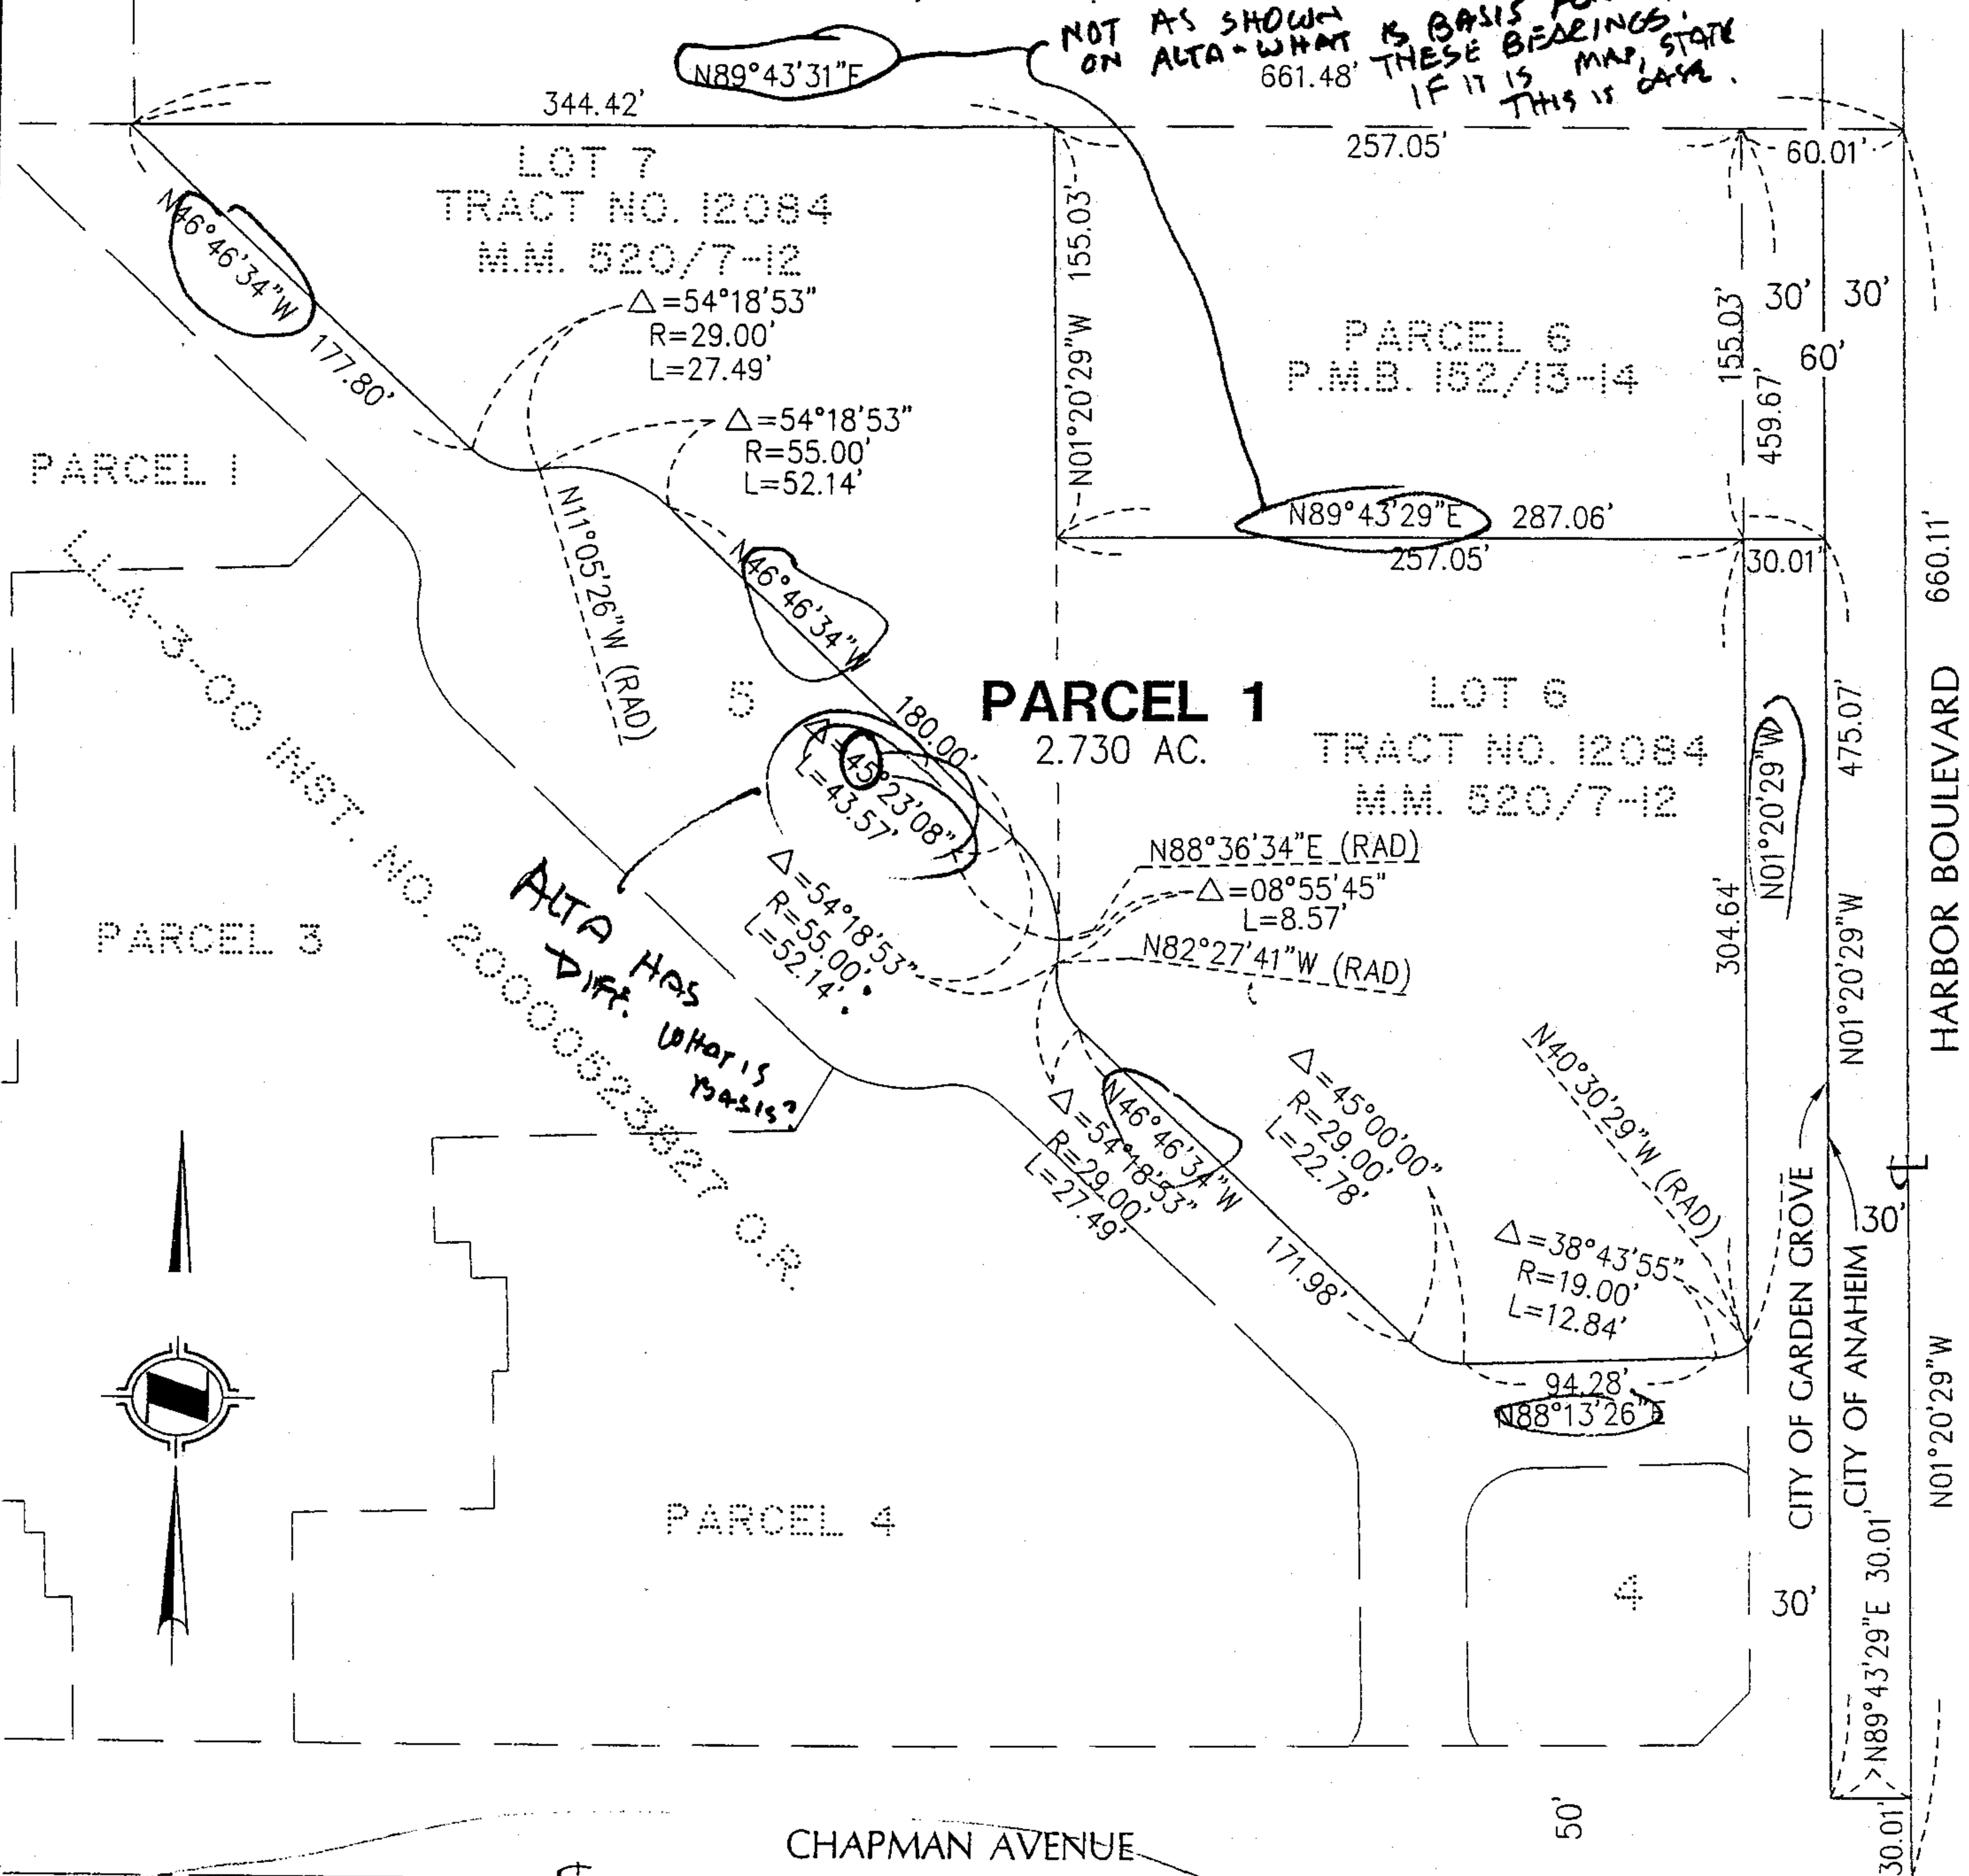 NOT AS SHOWN IS BASIS
ON ALTA - WHAT THESE BEARINGS.
IF IT IS MAP, STATE
THIS IS CASE.
N89°43'31"E
661.48'
344.42'
257.05'
60.01'
LOT 7
TRACT NO. 12084
M.M. 520/7-12
N46°46'34"W
177.80'
△=54°18'53"
R=29.00'
L=27.49'
△=54°18'53"
R=55.00'
L=52.14'
N01°20'29"W 155.03'
PARCEL 6
P.M.B. 152/13-14
155.03'
459.67'
30'
30'
60'
PARCEL 1
N11°05'26"W (RAD)
N89°43'29"E 287.06'
257.05'
30.01'
660.11'
LLA-3-00 INST. NO. 20000523827 O.R.
N46°46'34"W
180.00'
5
PARCEL 1
2.730 AC.
LOT 6
TRACT NO. 12084
M.M. 520/7-12
N01°20'29"W
304.64'
475.07'
N01°20'29"W
HARBOR BOULEVARD
△=45°23'08"
L=43.57'
N88°36'34"E (RAD)
△=08°55'45"
L=8.57'
N82°27'41"W (RAD)
△=54°18'53"
R=55.00'
L=52.14'
ALTA HAS
DIFF. WHAT IS
BASIS?
PARCEL 3
N46°46'34"W
171.98'
△=54°18'53"
R=29.00'
L=27.49'
△=45°00'00"
R=29.00'
L=22.78'
N40°30'29"W (RAD)
△=38°43'55"
R=19.00'
L=12.84'
94.28'
N88°13'26"E
CITY OF GARDEN GROVE
CITY OF ANAHEIM
30'
N01°20'29"W
PARCEL 4
4
30'
N89°43'29"E 30.01'
30.01'
50'
CHAPMAN AVENUE